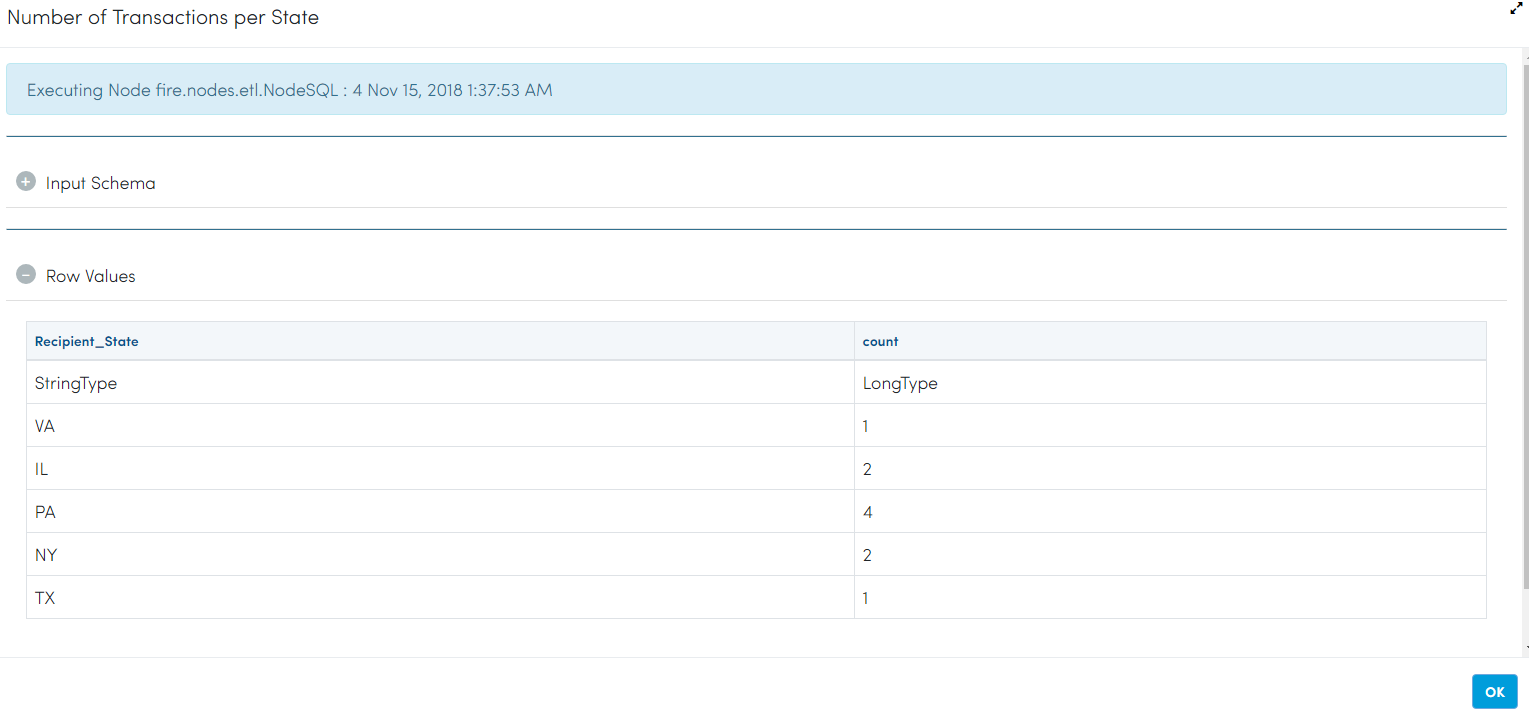 Number of Transactions per State
Executing Node fire.nodes.etl.NodeSQL : 4 Nov 15, 2018 1:37:53 AM
Input Schema
Row Values
Recipient_State count
StringType LongType
VA 1
IL 2
PA 4
NY 2
TX 1
OK